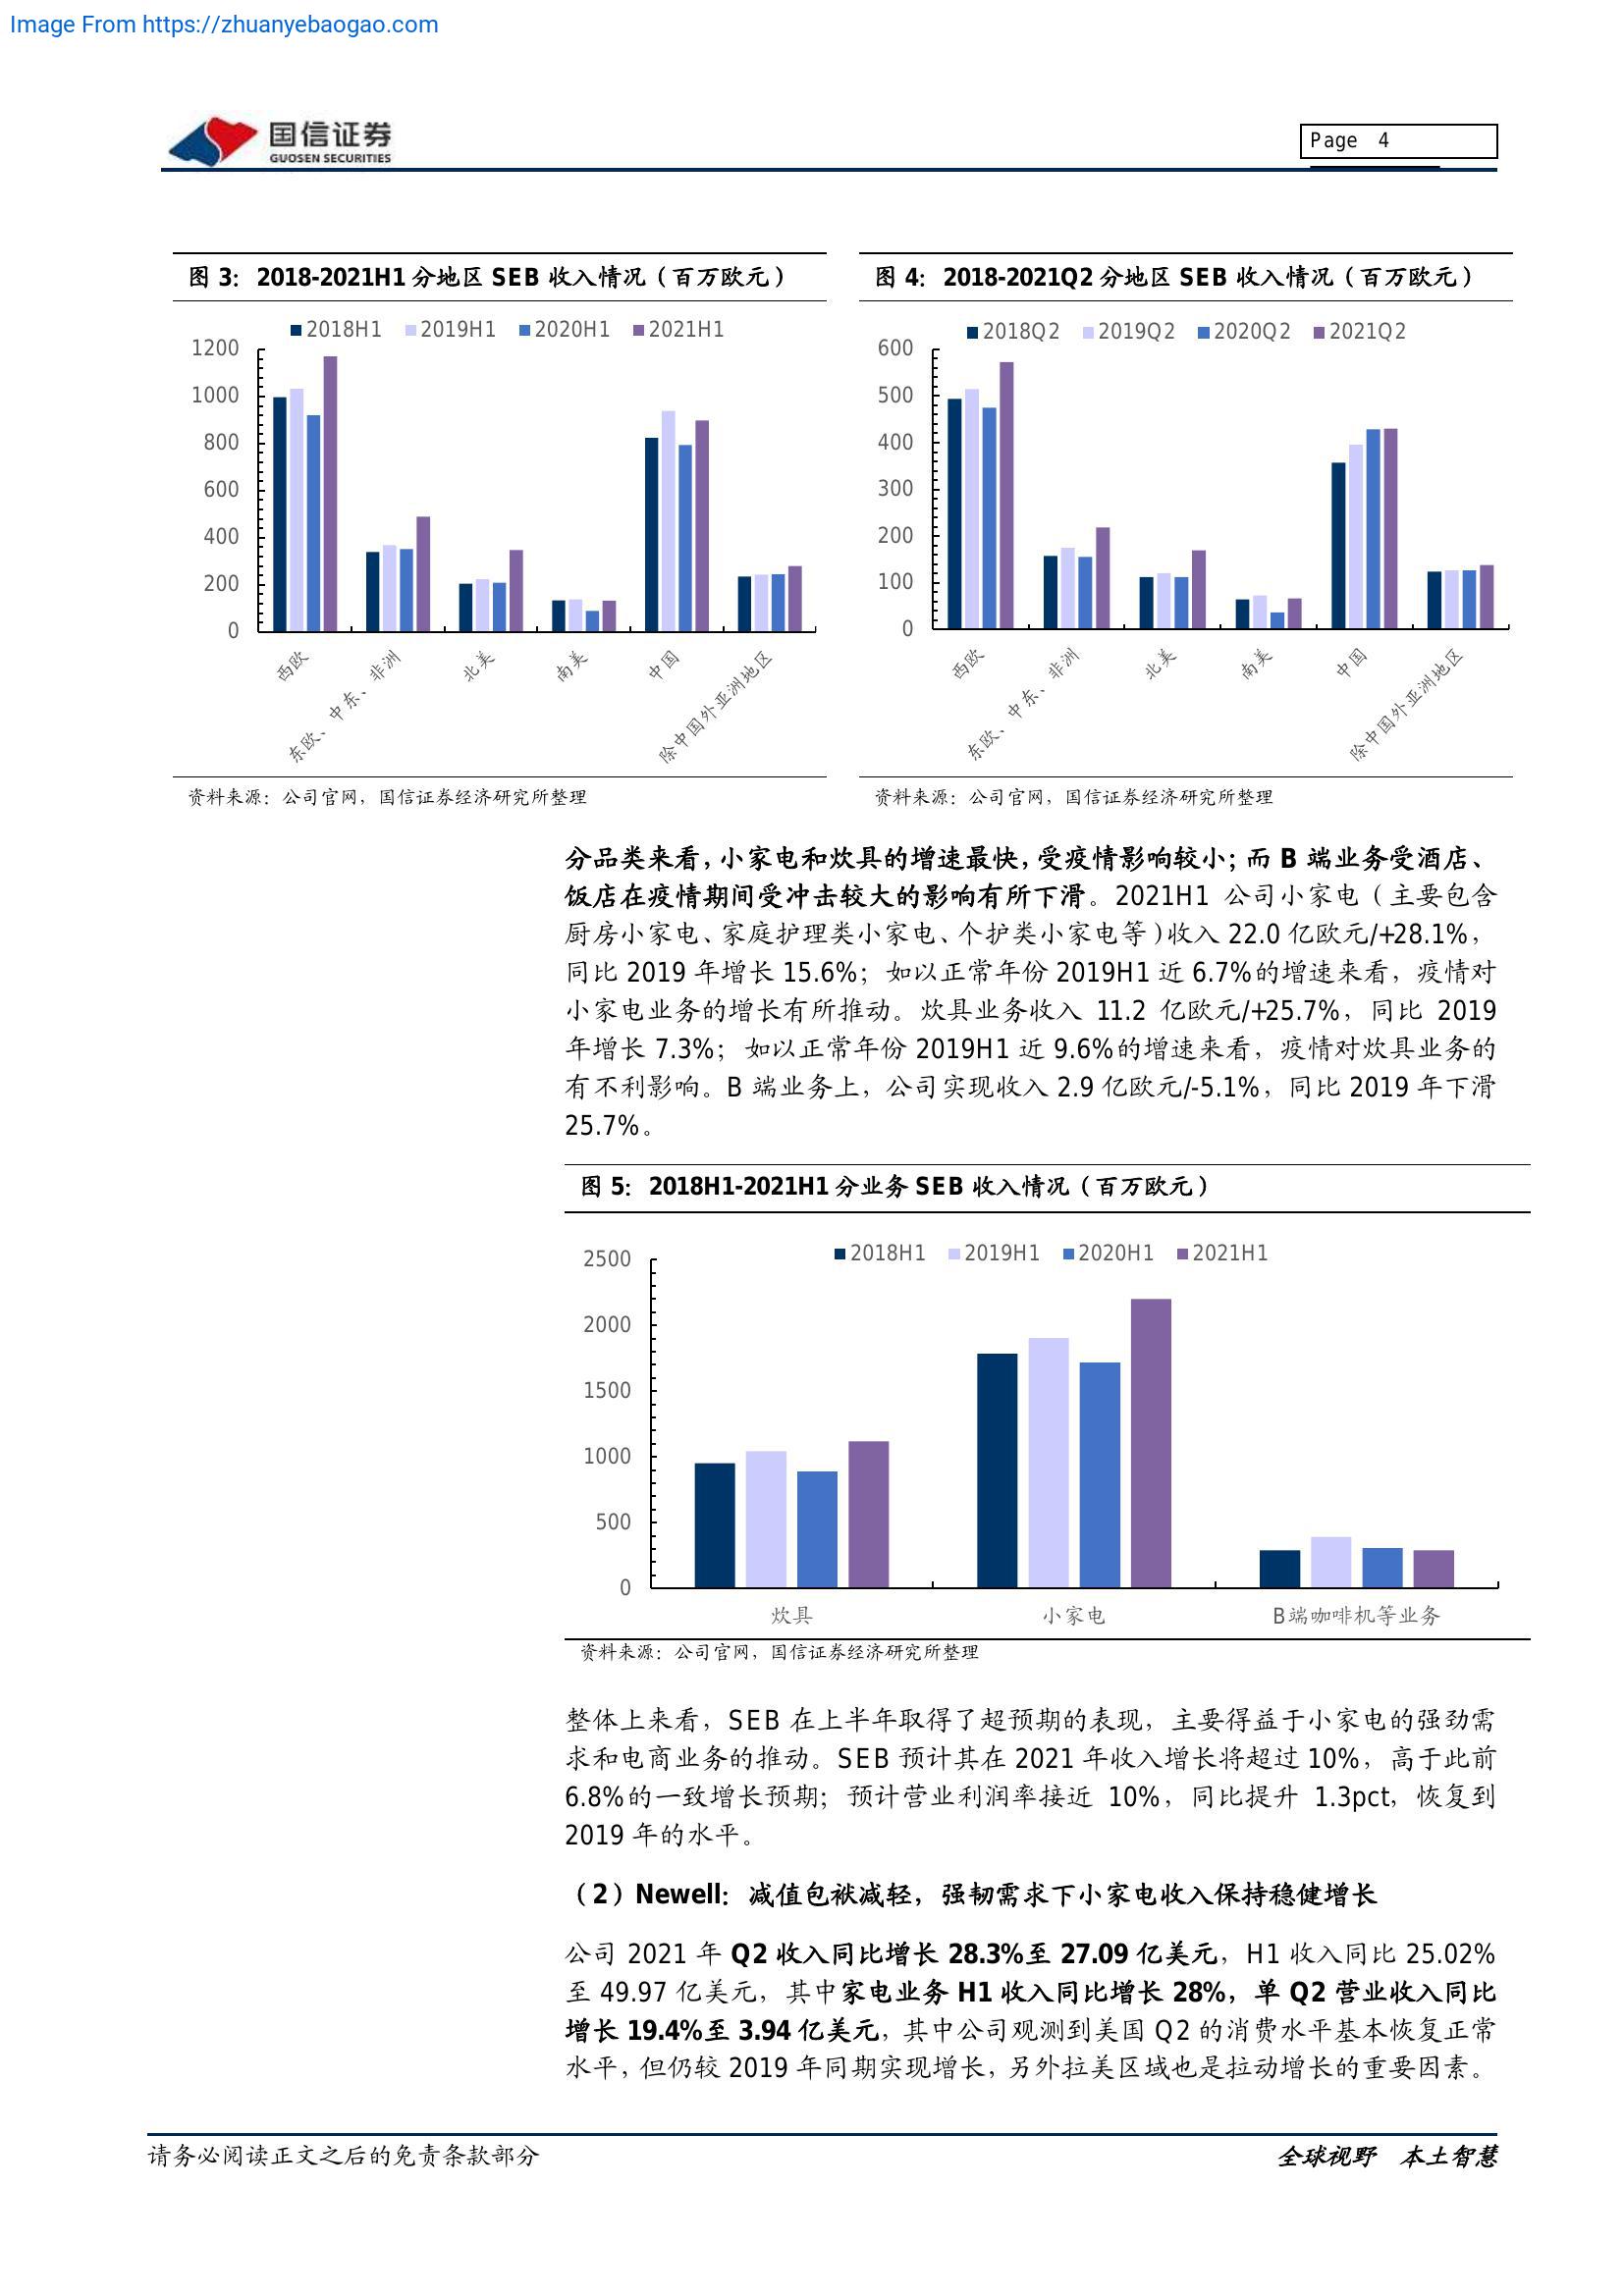 Image From https://zhuanyebaogao.com
国信证券
GUOSEN SECURITIES
Page 4
图 3：2018-2021H1 分地区 SEB 收入情况（百万欧元）
2018H1 2019H1 2020H1 2021H1
1200
1000
800
600
400
200
0
西欧
东欧、中东、非洲
北美
南美
中国
除中国外亚洲地区
资料来源：公司官网，国信证券经济研究所整理
图 4：2018-2021Q2 分地区 SEB 收入情况（百万欧元）
2018Q2 2019Q2 2020Q2 2021Q2
600
500
400
300
200
100
0
西欧
东欧、中东、非洲
北美
南美
中国
除中国外亚洲地区
资料来源：公司官网，国信证券经济研究所整理
分品类来看，小家电和炊具的增速最快，受疫情影响较小；而 B 端业务受酒店、
饭店在疫情期间受冲击较大的影响有所下滑。2021H1 公司小家电（主要包含
厨房小家电、家庭护理类小家电、个护类小家电等）收入 22.0 亿欧元/+28.1%，
同比 2019 年增长 15.6%；如以正常年份 2019H1 近 6.7%的增速来看，疫情对
小家电业务的增长有所推动。炊具业务收入 11.2 亿欧元/+25.7%，同比 2019
年增长 7.3%；如以正常年份 2019H1 近 9.6%的增速来看，疫情对炊具业务的
有不利影响。B 端业务上，公司实现收入 2.9 亿欧元/-5.1%，同比 2019 年下滑
25.7%。
图 5：2018H1-2021H1 分业务 SEB 收入情况（百万欧元）
2018H1 2019H1 2020H1 2021H1
2500
2000
1500
1000
500
0
炊具 小家电 B端咖啡机等业务
资料来源：公司官网，国信证券经济研究所整理
整体上来看，SEB 在上半年取得了超预期的表现，主要得益于小家电的强劲需
求和电商业务的推动。SEB 预计其在 2021 年收入增长将超过 10%，高于此前
6.8%的一致增长预期；预计营业利润率接近 10%，同比提升 1.3pct，恢复到
2019 年的水平。
（2）Newell：减值包袱减轻，强韧需求下小家电收入保持稳健增长
公司 2021 年 Q2 收入同比增长 28.3%至 27.09 亿美元，H1 收入同比 25.02%
至 49.97 亿美元，其中家电业务 H1 收入同比增长 28%，单 Q2 营业收入同比
增长 19.4%至 3.94 亿美元，其中公司观测到美国 Q2 的消费水平基本恢复正常
水平，但仍较 2019 年同期实现增长，另外拉美区域也是拉动增长的重要因素。
请务必阅读正文之后的免责条款部分
全球视野 本土智慧